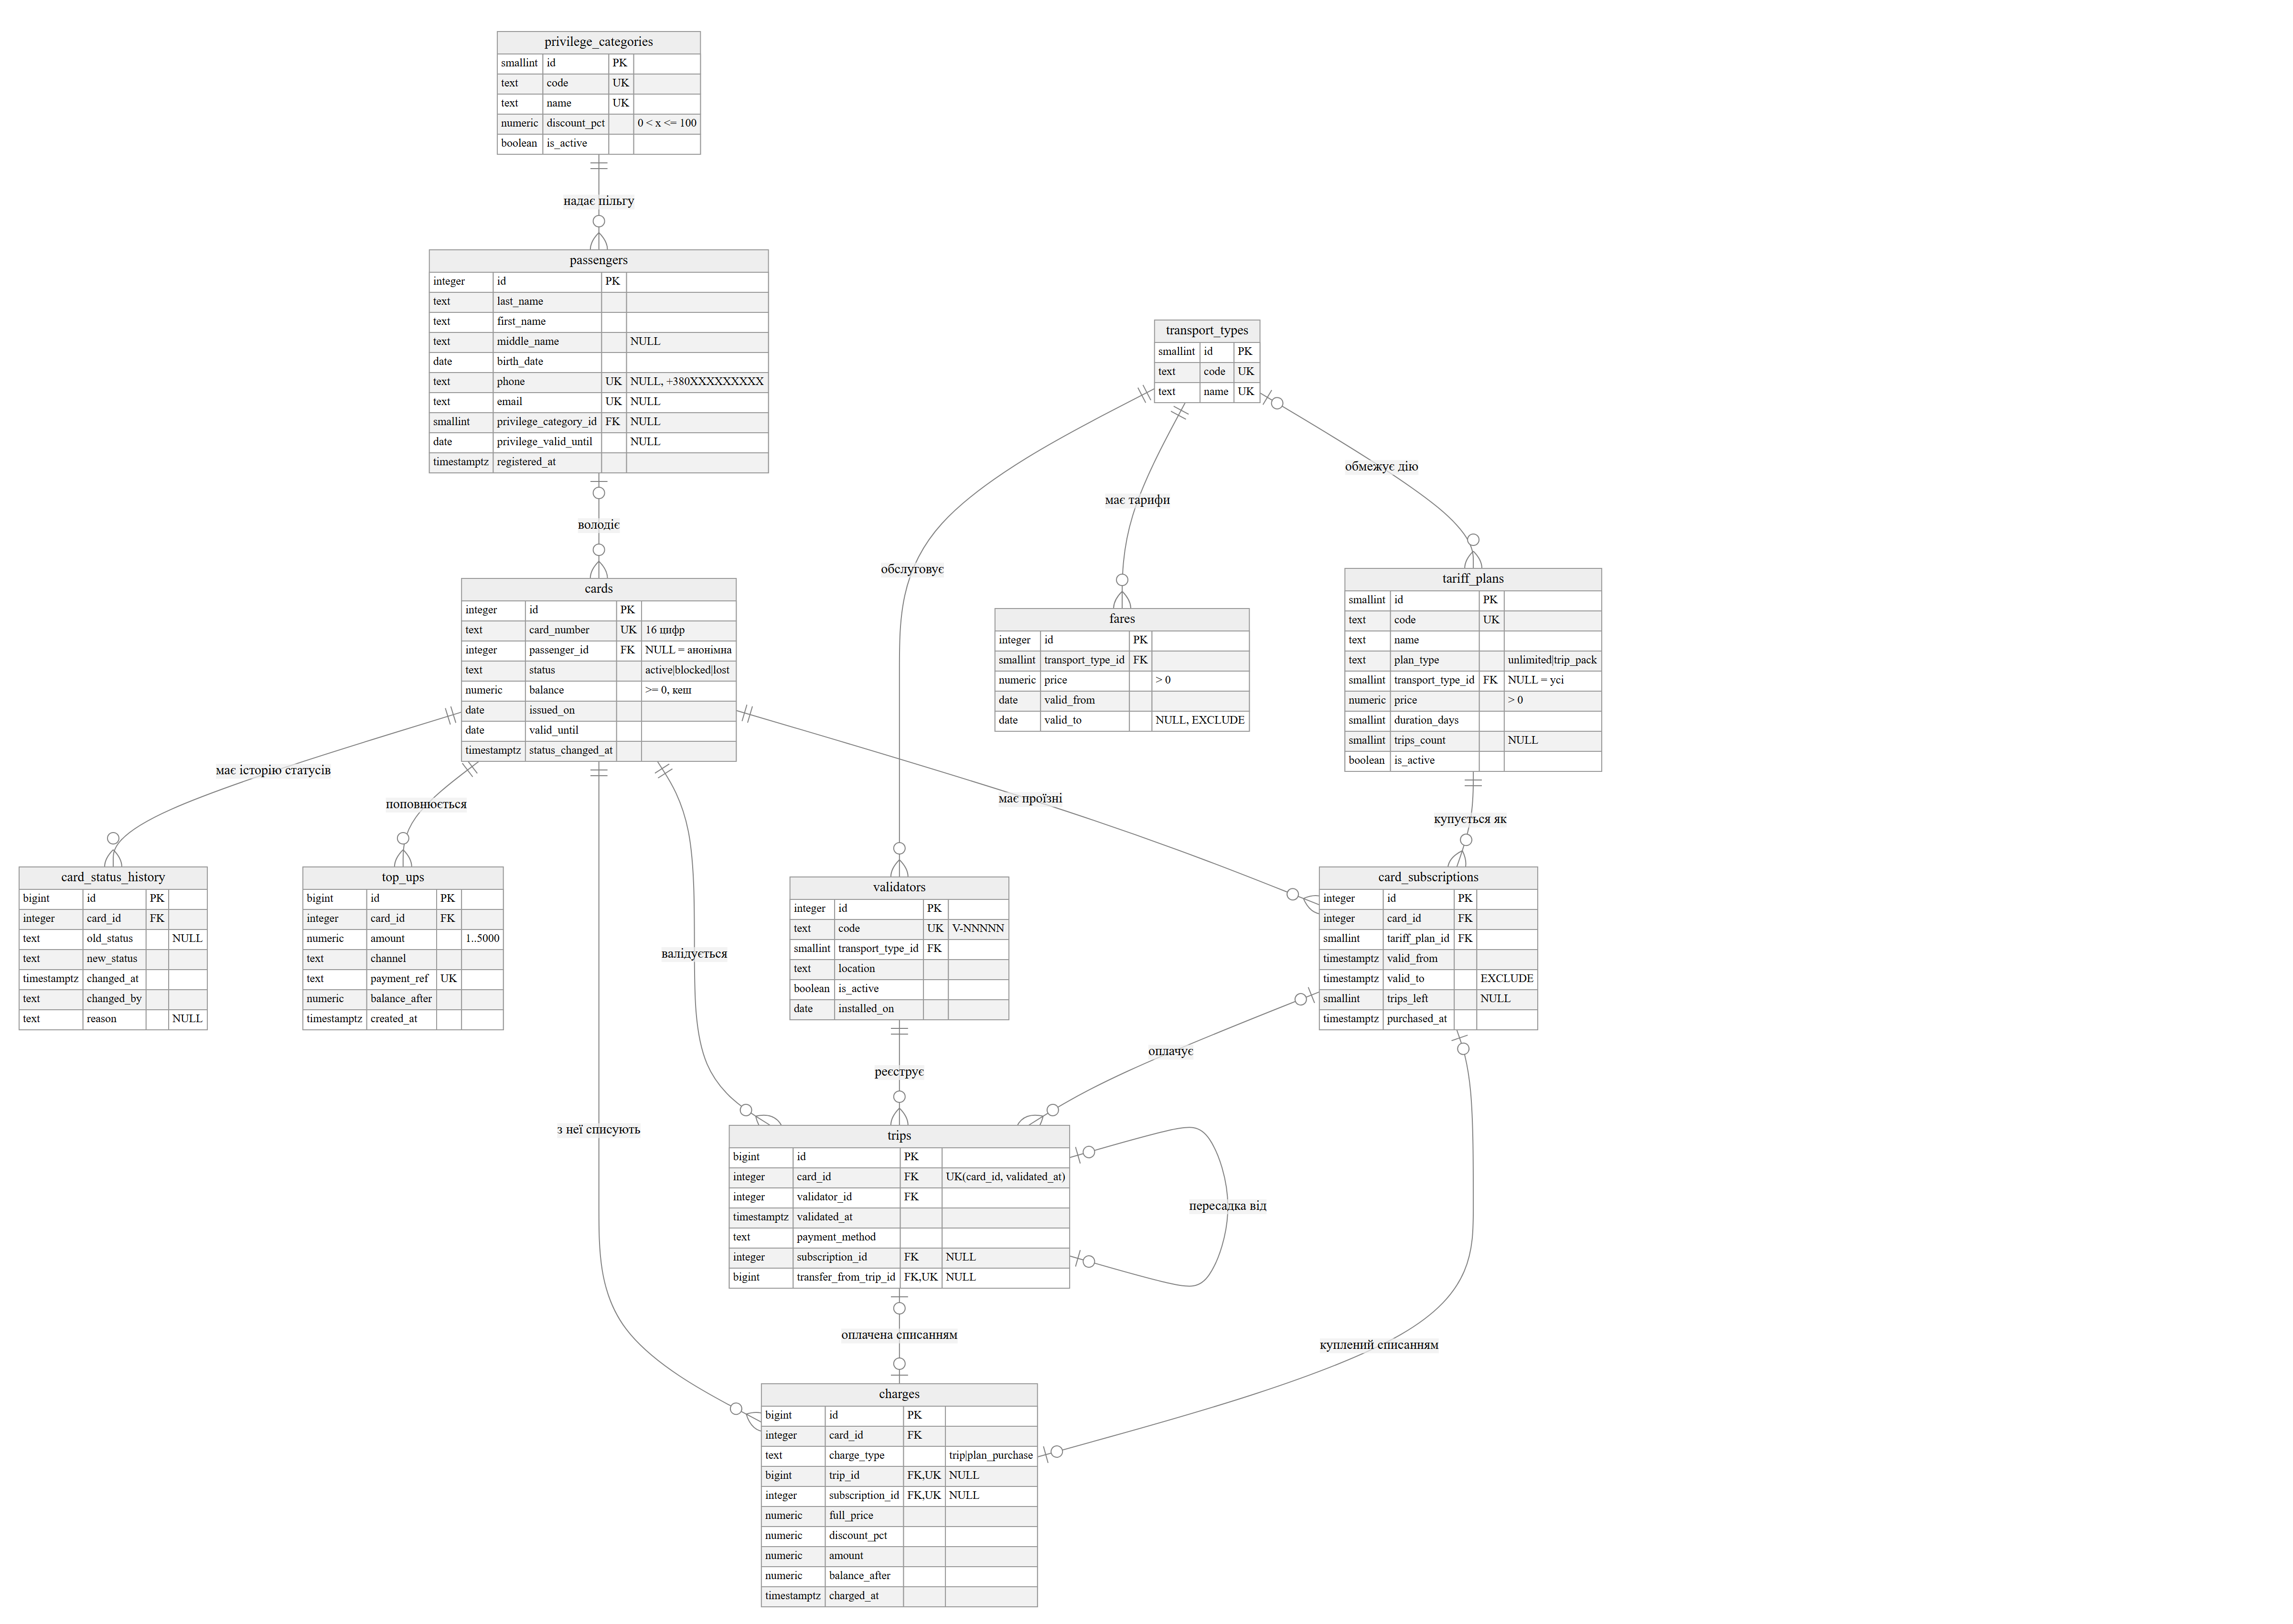 privilege_categories
smallint id PK
text code UK
text name UK
numeric discount_pct 0 < x <= 100
boolean is_active
надає пільгу
passengers
integer id PK
text last_name
text first_name
text middle_name NULL
date birth_date
text phone UK NULL, +380XXXXXXXXX
text email UK NULL
smallint privilege_category_id FK NULL
date privilege_valid_until NULL
timestamptz registered_at
володіє
transport_types
smallint id PK
text code UK
text name UK
обслуговує
має тарифи
обмежує дію
cards
integer id PK
text card_number UK 16 цифр
integer passenger_id FK NULL = анонімна
text status active|blocked|lost
numeric balance >= 0, кеш
date issued_on
date valid_until
timestamptz status_changed_at
fares
integer id PK
smallint transport_type_id FK
numeric price > 0
date valid_from
date valid_to NULL, EXCLUDE
tariff_plans
smallint id PK
text code UK
text name
text plan_type unlimited|trip_pack
smallint transport_type_id FK NULL = усі
numeric price > 0
smallint duration_days
smallint trips_count NULL
boolean is_active
має історію статусів
поповнюється
має проїзні
купується як
card_status_history
bigint id PK
integer card_id FK
text old_status NULL
text new_status
timestamptz changed_at
text changed_by
text reason NULL
top_ups
bigint id PK
integer card_id FK
numeric amount 1..5000
text channel
text payment_ref UK
numeric balance_after
timestamptz created_at
валідується
validators
integer id PK
text code UK V-NNNNN
smallint transport_type_id FK
text location
boolean is_active
date installed_on
card_subscriptions
integer id PK
integer card_id FK
smallint tariff_plan_id FK
timestamptz valid_from
timestamptz valid_to EXCLUDE
smallint trips_left NULL
timestamptz purchased_at
оплачує
реєструє
з неї списують
trips
bigint id PK
integer card_id FK UK(card_id, validated_at)
integer validator_id FK
timestamptz validated_at
text payment_method
integer subscription_id FK NULL
bigint transfer_from_trip_id FK,UK NULL
пересадка від
оплачена списанням
куплений списанням
charges
bigint id PK
integer card_id FK
text charge_type trip|plan_purchase
bigint trip_id FK,UK NULL
integer subscription_id FK,UK NULL
numeric full_price
numeric discount_pct
numeric amount
numeric balance_after
timestamptz charged_at